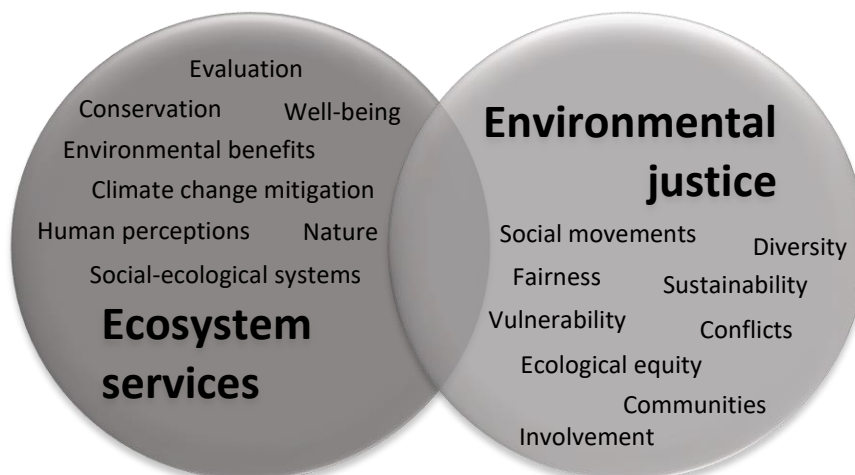 Evaluation
Conservation
Well-being
Environmental benefits
Climate change mitigation
Human perceptions
Nature
Social-ecological systems
Ecosystem
services
Environmental
justice
Social movements
Diversity
Fairness
Sustainability
Vulnerability
Conflicts
Ecological equity
Communities
Involvement